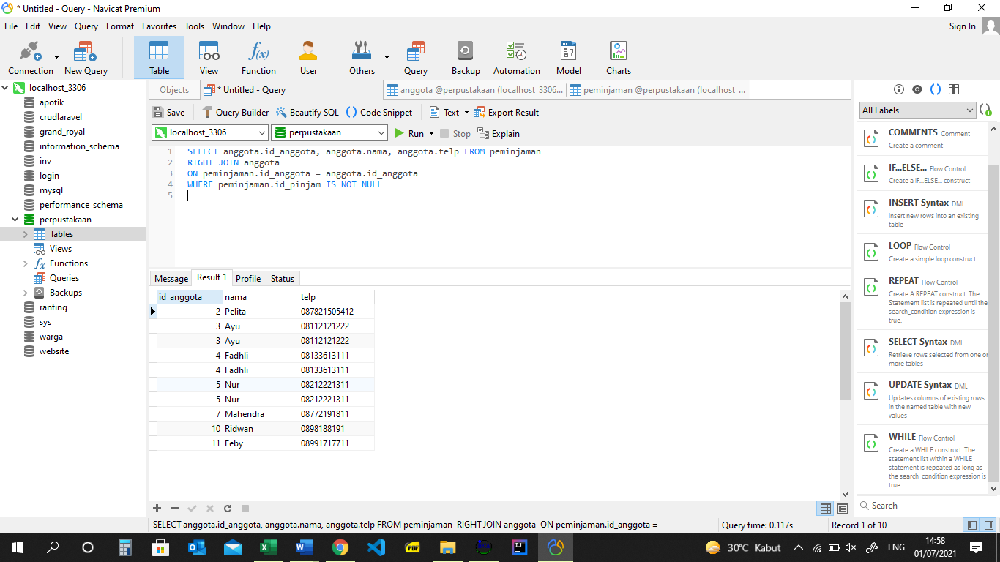 * Untitled - Query - Navicat Premium
File Edit View Query Format Favorites Tools Window Help Sign In
Connection New Query Table View Function User Others Query Backup Automation Model Charts
f(x)
localhost_3306
apotik
crudlaravel
grand_royal
information_schema
inv
login
mysql
performance_schema
perpustakaan
Tables
Views
fx Functions
Queries
Backups
ranting
sys
warga
website
Objects * Untitled - Query anggota @perpustakaan (localhost_3306... peminjaman @perpustakaan (localhost_...
Save Query Builder Beautify SQL () Code Snippet Text Export Result
localhost_3306 perpustakaan Run Stop Explain
1 SELECT anggota.id_anggota, anggota.nama, anggota.telp FROM peminjaman
2 RIGHT JOIN anggota
3 ON peminjaman.id_anggota = anggota.id_anggota
4 WHERE peminjaman.id_pinjam IS NOT NULL
5
Message Result 1 Profile Status
id_anggota nama telp
2 Pelita 087821505412
3 Ayu 08112121222
3 Ayu 08112121222
4 Fadhli 08133613111
4 Fadhli 08133613111
5 Nur 08212221311
5 Nur 08212221311
7 Mahendra 08772191811
10 Ridwan 0898188191
11 Feby 08991717711
All Labels
COMMENTS Comment
Create a comment
IF...ELSE... Flow Control
Create a IF...ELSE... construct
INSERT Syntax DML
Insert new rows into an existing
table
LOOP Flow Control
Create a simple loop construct
REPEAT Flow Control
Create A REPEAT construct. The
Statement list is repeated until the
search_condition expression is
true.
SELECT Syntax DML
Retrieve rows selected from one or
more tables
UPDATE Syntax DML
Updates columns of existing rows
in the named table with new
values
WHILE Flow Control
Create a WHILE construct. The
statement list within a WHILE
statement is repeated as long as
the search_condition expression is
true.
Search
SELECT anggota.id_anggota, anggota.nama, anggota.telp FROM peminjaman RIGHT JOIN anggota ON peminjaman.id_anggota = Query time: 0.117s Record 1 of 10
PDF
IJ
30°C Kabut ENG
14:58
01/07/2021